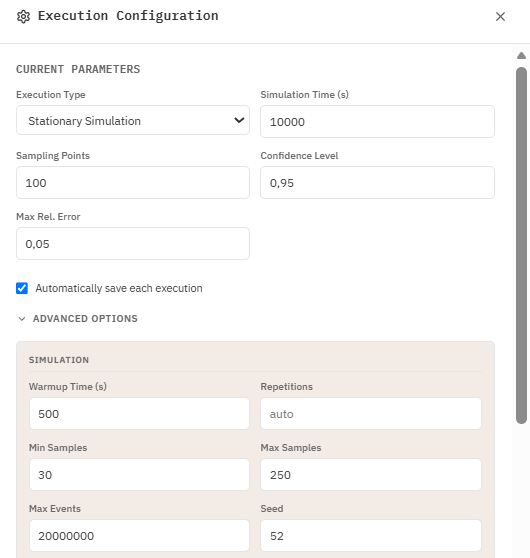 Execution Configuration
CURRENT PARAMETERS
Execution Type
Simulation Time (s)
Stationary Simulation
10000
Sampling Points
Confidence Level
100
0,95
Max Rel. Error
0,05
Automatically save each execution
ADVANCED OPTIONS
SIMULATION
Warmup Time (s)
Repetitions
500
auto
Min Samples
Max Samples
30
250
Max Events
Seed
20000000
52